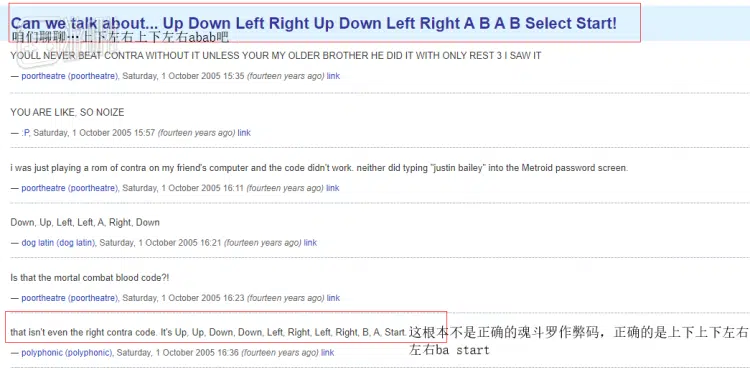 Can we talk about... Up Down Left Right Up Down Left Right A B A B Select Start!
咱们聊聊…上下左右上下左右abab吧
YOULL NEVER BEAT CONTRA WITHOUT IT UNLESS YOUR MY OLDER BROTHER HE DID IT WITH ONLY REST 3 I SAW IT
— poortheatre (poortheatre), Saturday, 1 October 2005 15:35 (fourteen years ago) link
YOU ARE LIKE, SO NOIZE
— :P, Saturday, 1 October 2005 15:57 (fourteen years ago) link
i was just playing a rom of contra on my friend's computer and the code didn't work. neither did typing "justin bailey" into the Metroid password screen.
— poortheatre (poortheatre), Saturday, 1 October 2005 16:11 (fourteen years ago) link
Down, Up, Left, Left, A, Right, Down
— dog latin (dog latin), Saturday, 1 October 2005 16:21 (fourteen years ago) link
Is that the mortal combat blood code?!
— poortheatre (poortheatre), Saturday, 1 October 2005 16:23 (fourteen years ago) link
that isn't even the right contra code. It's Up, Up, Down, Down, Left, Right, Left, Right, B, A, Start.
— polyphonic (polyphonic), Saturday, 1 October 2005 16:36 (fourteen years ago) link
这根本不是正确的魂斗罗作弊码，正确的是上下上下左右
左右ba start